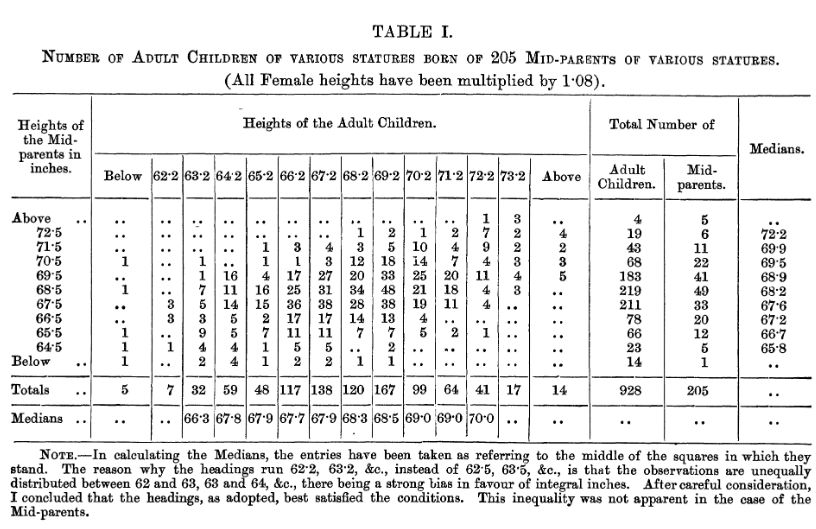 TABLE I.
NUMBER OF ADULT CHILDREN OF VARIOUS STATURES BORN OF 205 MID-PARENTS OF VARIOUS STATURES.
(All Female heights have been multiplied by 1·08).
Heights of the Mid-parents in inches. Heights of the Adult Children. Total Number of Medians.
Below 62·2 63·2 64·2 65·2 66·2 67·2 68·2 69·2 70·2 71·2 72·2 73·2 Above Adult Children. Mid-parents.
Above .. .. .. .. .. .. .. .. .. .. .. .. 1 3 .. 4 5 ..
72·5 .. .. .. .. .. .. .. 1 2 1 2 7 2 4 19 6 72·2
71·5 .. .. .. .. 1 3 4 3 5 10 4 9 2 2 43 11 69·9
70·5 1 .. 1 .. 1 1 3 12 18 14 7 4 3 3 68 22 69·5
69·5 .. .. 1 16 4 17 27 20 33 25 20 11 4 5 183 41 68·9
68·5 1 .. 7 11 16 25 31 34 48 21 18 4 3 .. 219 49 68·2
67·5 .. 3 5 14 15 36 38 28 38 19 11 4 .. .. 211 33 67·6
66·5 .. 3 3 5 2 17 17 14 13 4 .. .. .. .. 78 20 67·2
65·5 1 .. 9 5 7 11 11 7 7 5 2 1 .. .. 66 12 66·7
64·5 1 1 4 4 1 5 5 .. 2 .. .. .. .. .. 23 5 65·8
Below .. 1 .. 2 4 1 2 2 1 1 .. .. .. .. .. 14 1 ..
Totals .. 5 7 32 59 48 117 138 120 167 99 64 41 17 14 928 205 ..
Medians .. .. .. 66·3 67·8 67·9 67·7 67·9 68·3 68·5 69·0 69·0 70·0 .. .. .. .. ..
NOTE.—In calculating the Medians, the entries have been taken as referring to the middle of the squares in which they
stand. The reason why the headings run 62·2, 63·2, &c., instead of 62·5, 63·5, &c., is that the observations are unequally
distributed between 62 and 63, 63 and 64, &c., there being a strong bias in favour of integral inches. After careful consideration,
I concluded that the headings, as adopted, best satisfied the conditions. This inequality was not apparent in the case of the
Mid-parents.